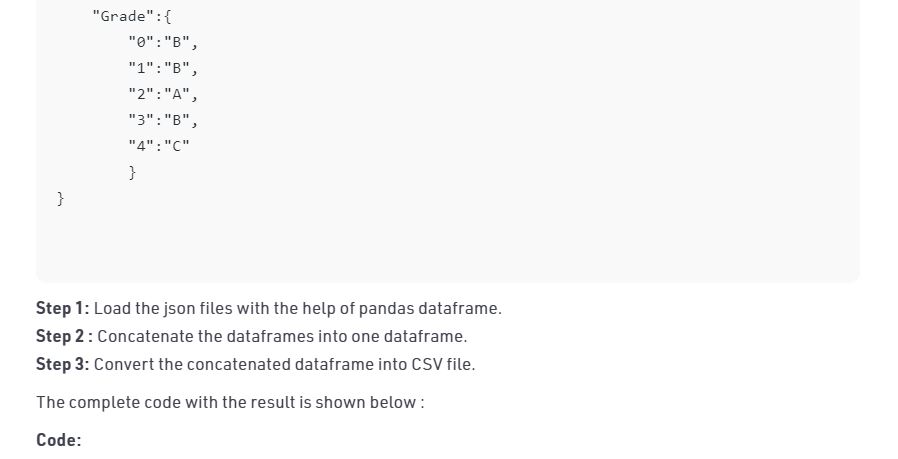 "Grade":{
"0":"B",
"1":"B",
"2":"A",
"3":"B",
"4":"C"
}
}
Step 1: Load the json files with the help of pandas dataframe.
Step 2 : Concatenate the dataframes into one dataframe.
Step 3: Convert the concatenated dataframe into CSV file.
The complete code with the result is shown below :
Code: